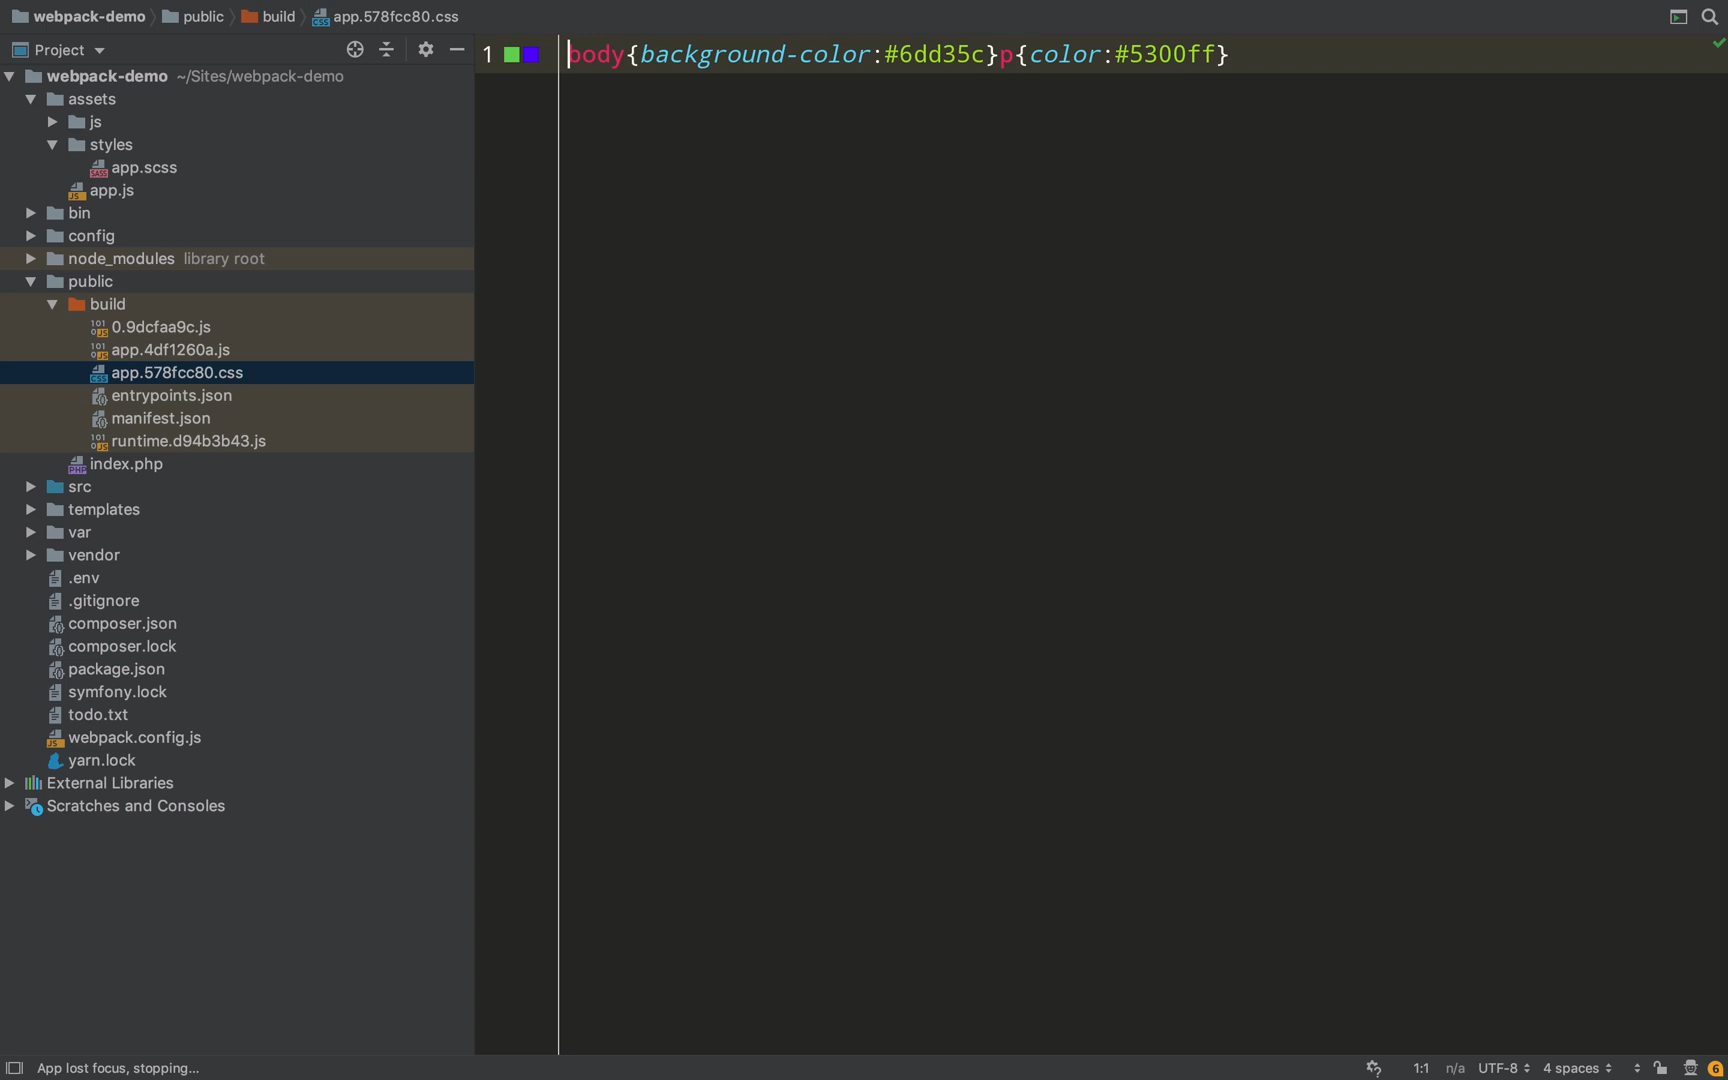 webpack-demo public build app.578fcc80.css
Project
1 body{background-color:#6dd35c}p{color:#5300ff}
webpack-demo ~/Sites/webpack-demo
assets
js
styles
app.scss
app.js
bin
config
node_modules library root
public
build
0.9dcfaa9c.js
app.4df1260a.js
app.578fcc80.css
entrypoints.json
manifest.json
runtime.d94b3b43.js
index.php
src
templates
var
vendor
.env
.gitignore
composer.json
composer.lock
package.json
symfony.lock
todo.txt
webpack.config.js
yarn.lock
External Libraries
Scratches and Consoles
App lost focus, stopping... 1:1 n/a UTF-8 4 spaces 6